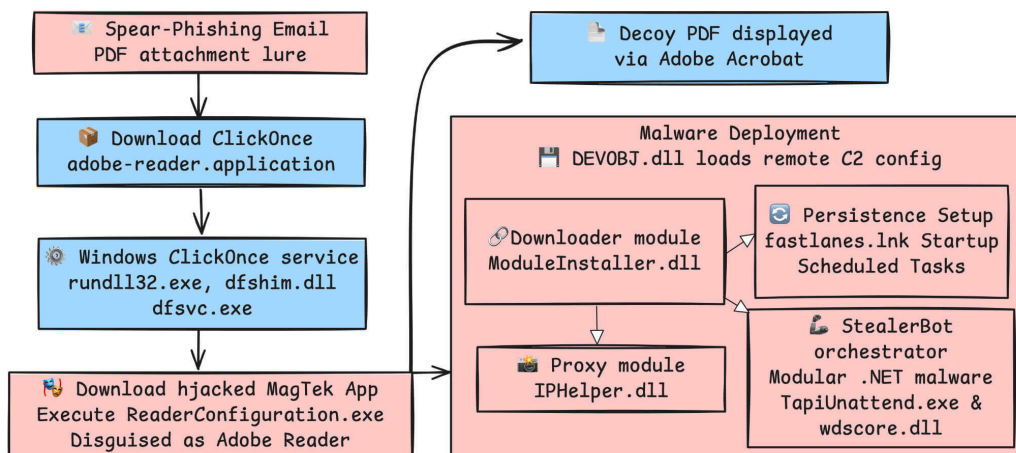 Spear-Phishing Email
PDF attachment lure
Download ClickOnce
adobe-reader.application
Windows ClickOnce service
rundll32.exe, dfshim.dll
dfsvc.exe
Download hjacked MagTek App
Execute ReaderConfiguration.exe
Disguised as Adobe Reader
Decoy PDF displayed
via Adobe Acrobat
Malware Deployment
DEVOBJ.dll loads remote C2 config
Downloader module
ModuleInstaller.dll
Persistence Setup
fastlanes.lnk Startup
Scheduled Tasks
Proxy module
IPHelper.dll
StealerBot
orchestrator
Modular .NET malware
TapiUnattend.exe &
wdscore.dll